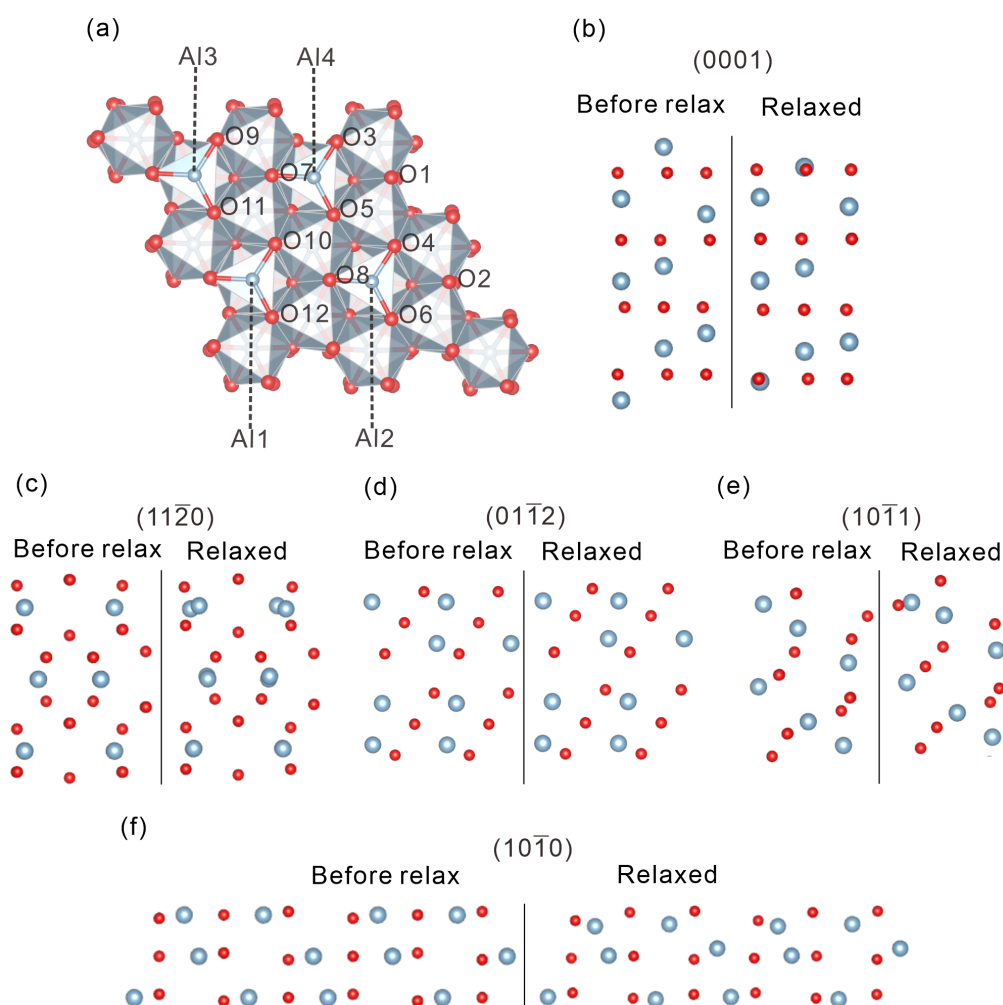 (a)
Al3
Al4
O9
O3
O7
O1
O11
O5
O10
O4
O8
O2
O12
O6
Al1
Al2
(b)
(0001)
Before relax
Relaxed
(c)
(112̅0)
Before relax
Relaxed
(d)
(011̅2)
Before relax
Relaxed
(e)
(101̅1)
Before relax
Relaxed
(f)
(101̅0)
Before relax
Relaxed